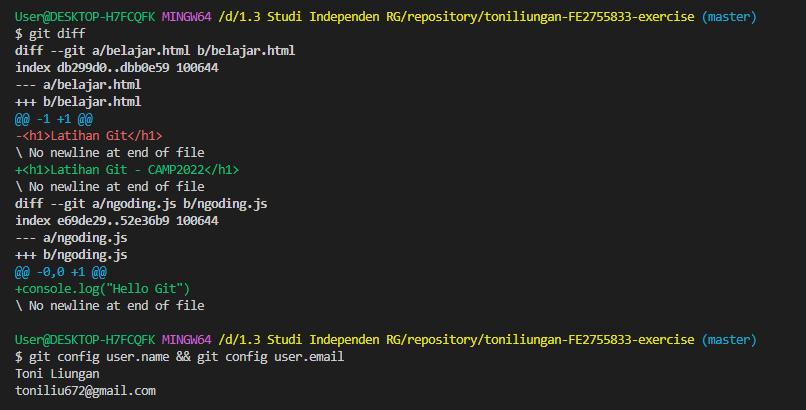 User@DESKTOP-H7FCQFK MINGW64 /d/1.3 Studi Independen RG/repository/toniliungan-FE2755833-exercise (master)
$ git diff
diff --git a/belajar.html b/belajar.html
index db299d0..dbb0e59 100644
--- a/belajar.html
+++ b/belajar.html
@@ -1 +1 @@
-<h1>Latihan Git</h1>
\ No newline at end of file
+<h1>Latihan Git - CAMP2022</h1>
\ No newline at end of file
diff --git a/ngoding.js b/ngoding.js
index e69de29..52e36b9 100644
--- a/ngoding.js
+++ b/ngoding.js
@@ -0,0 +1 @@
+console.log("Hello Git")
\ No newline at end of file
User@DESKTOP-H7FCQFK MINGW64 /d/1.3 Studi Independen RG/repository/toniliungan-FE2755833-exercise (master)
$ git config user.name && git config user.email
Toni Liungan
toniliu672@gmail.com